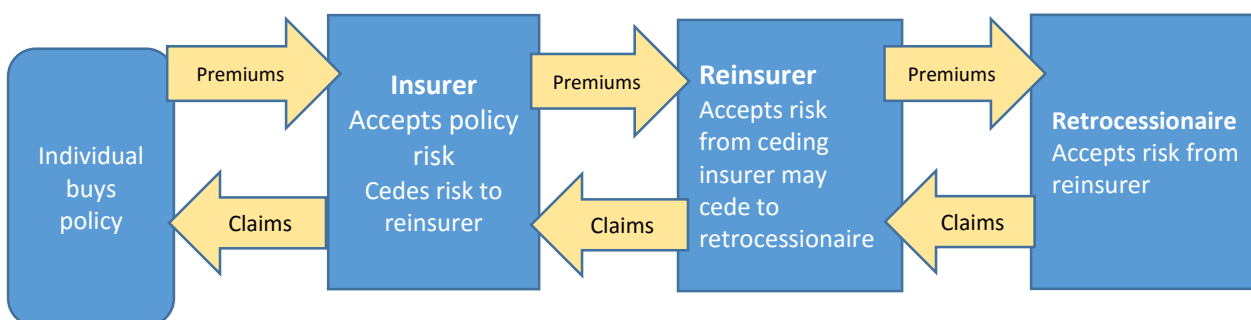 Individual
buys
policy
Premiums
Claims
Insurer
Accepts policy
risk
Cedes risk to
reinsurer
Premiums
Claims
Reinsurer
Accepts risk
from ceding
insurer may
cede to
retrocessionaire
Premiums
Claims
Retrocessionaire
Accepts risk from
reinsurer